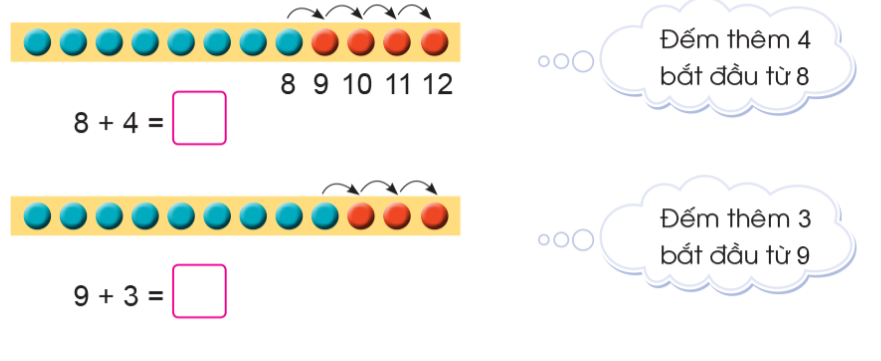 Đếm thêm 4
bắt đầu từ 8
8 9 10 11 12
8 + 4 =
Đếm thêm 3
bắt đầu từ 9
9 + 3 =